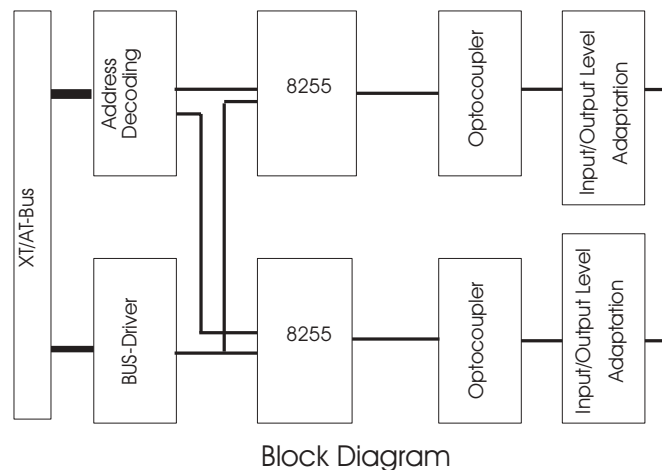 XT/AT-Bus
Address
Decoding
8255
Optocoupler
Input/Output Level
Adaptation
BUS-Driver
8255
Optocoupler
Input/Output Level
Adaptation
Block Diagram